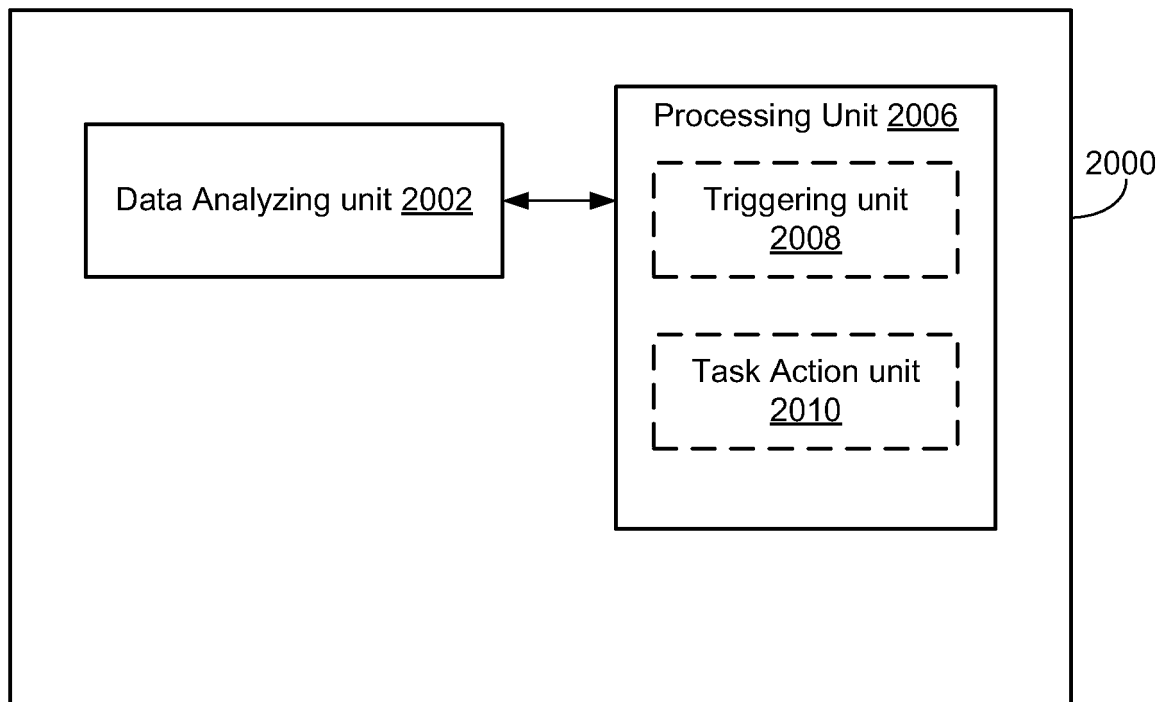 Processing Unit 2006
2000
Data Analyzing unit 2002
Triggering unit
2008
Task Action unit
2010